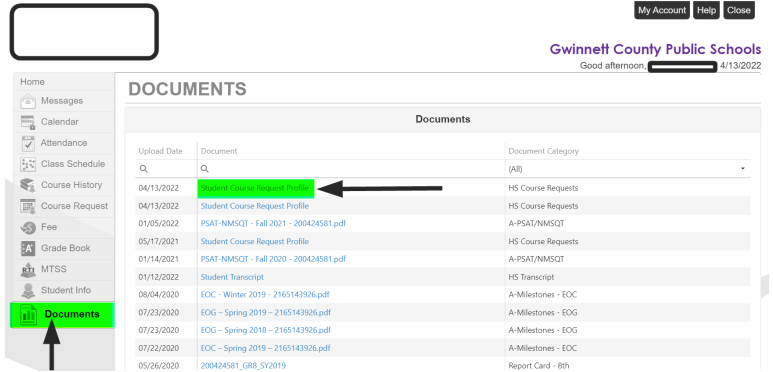 My Account Help Close
Gwinnett County Public Schools
Good afternoon, 4/13/2022
Home
Messages
Calendar
Attendance
Class Schedule
Course History
Course Request
Fee
Grade Book
MTSS
Student Info
Documents
DOCUMENTS
Documents
Upload Date Document Document Category
(All)
04/13/2022 Student Course Request Profile HS Course Requests
04/13/2022 Student Course Request Profile HS Course Requests
01/05/2022 PSAT-NMSQT - Fall 2021 - 200424581.pdf A-PSAT/NMSQT
05/17/2021 Student Course Request Profile HS Course Requests
01/14/2021 PSAT-NMSQT - Fall 2020 - 200424581.pdf A-PSAT/NMSQT
01/12/2022 Student Transcript HS Transcript
08/04/2020 EOC - Winter 2019 - 2165143926.pdf A-Milestones - EOC
07/23/2020 EOG – Spring 2019 – 2165143926.pdf A-Milestones - EOG
07/23/2020 EOG – Spring 2018 – 2165143926.pdf A-Milestones - EOG
07/22/2020 EOC – Spring 2019 – 2165143926.pdf A-Milestones - EOC
05/26/2020 200424581_GR8_SY2019 Report Card - 8th